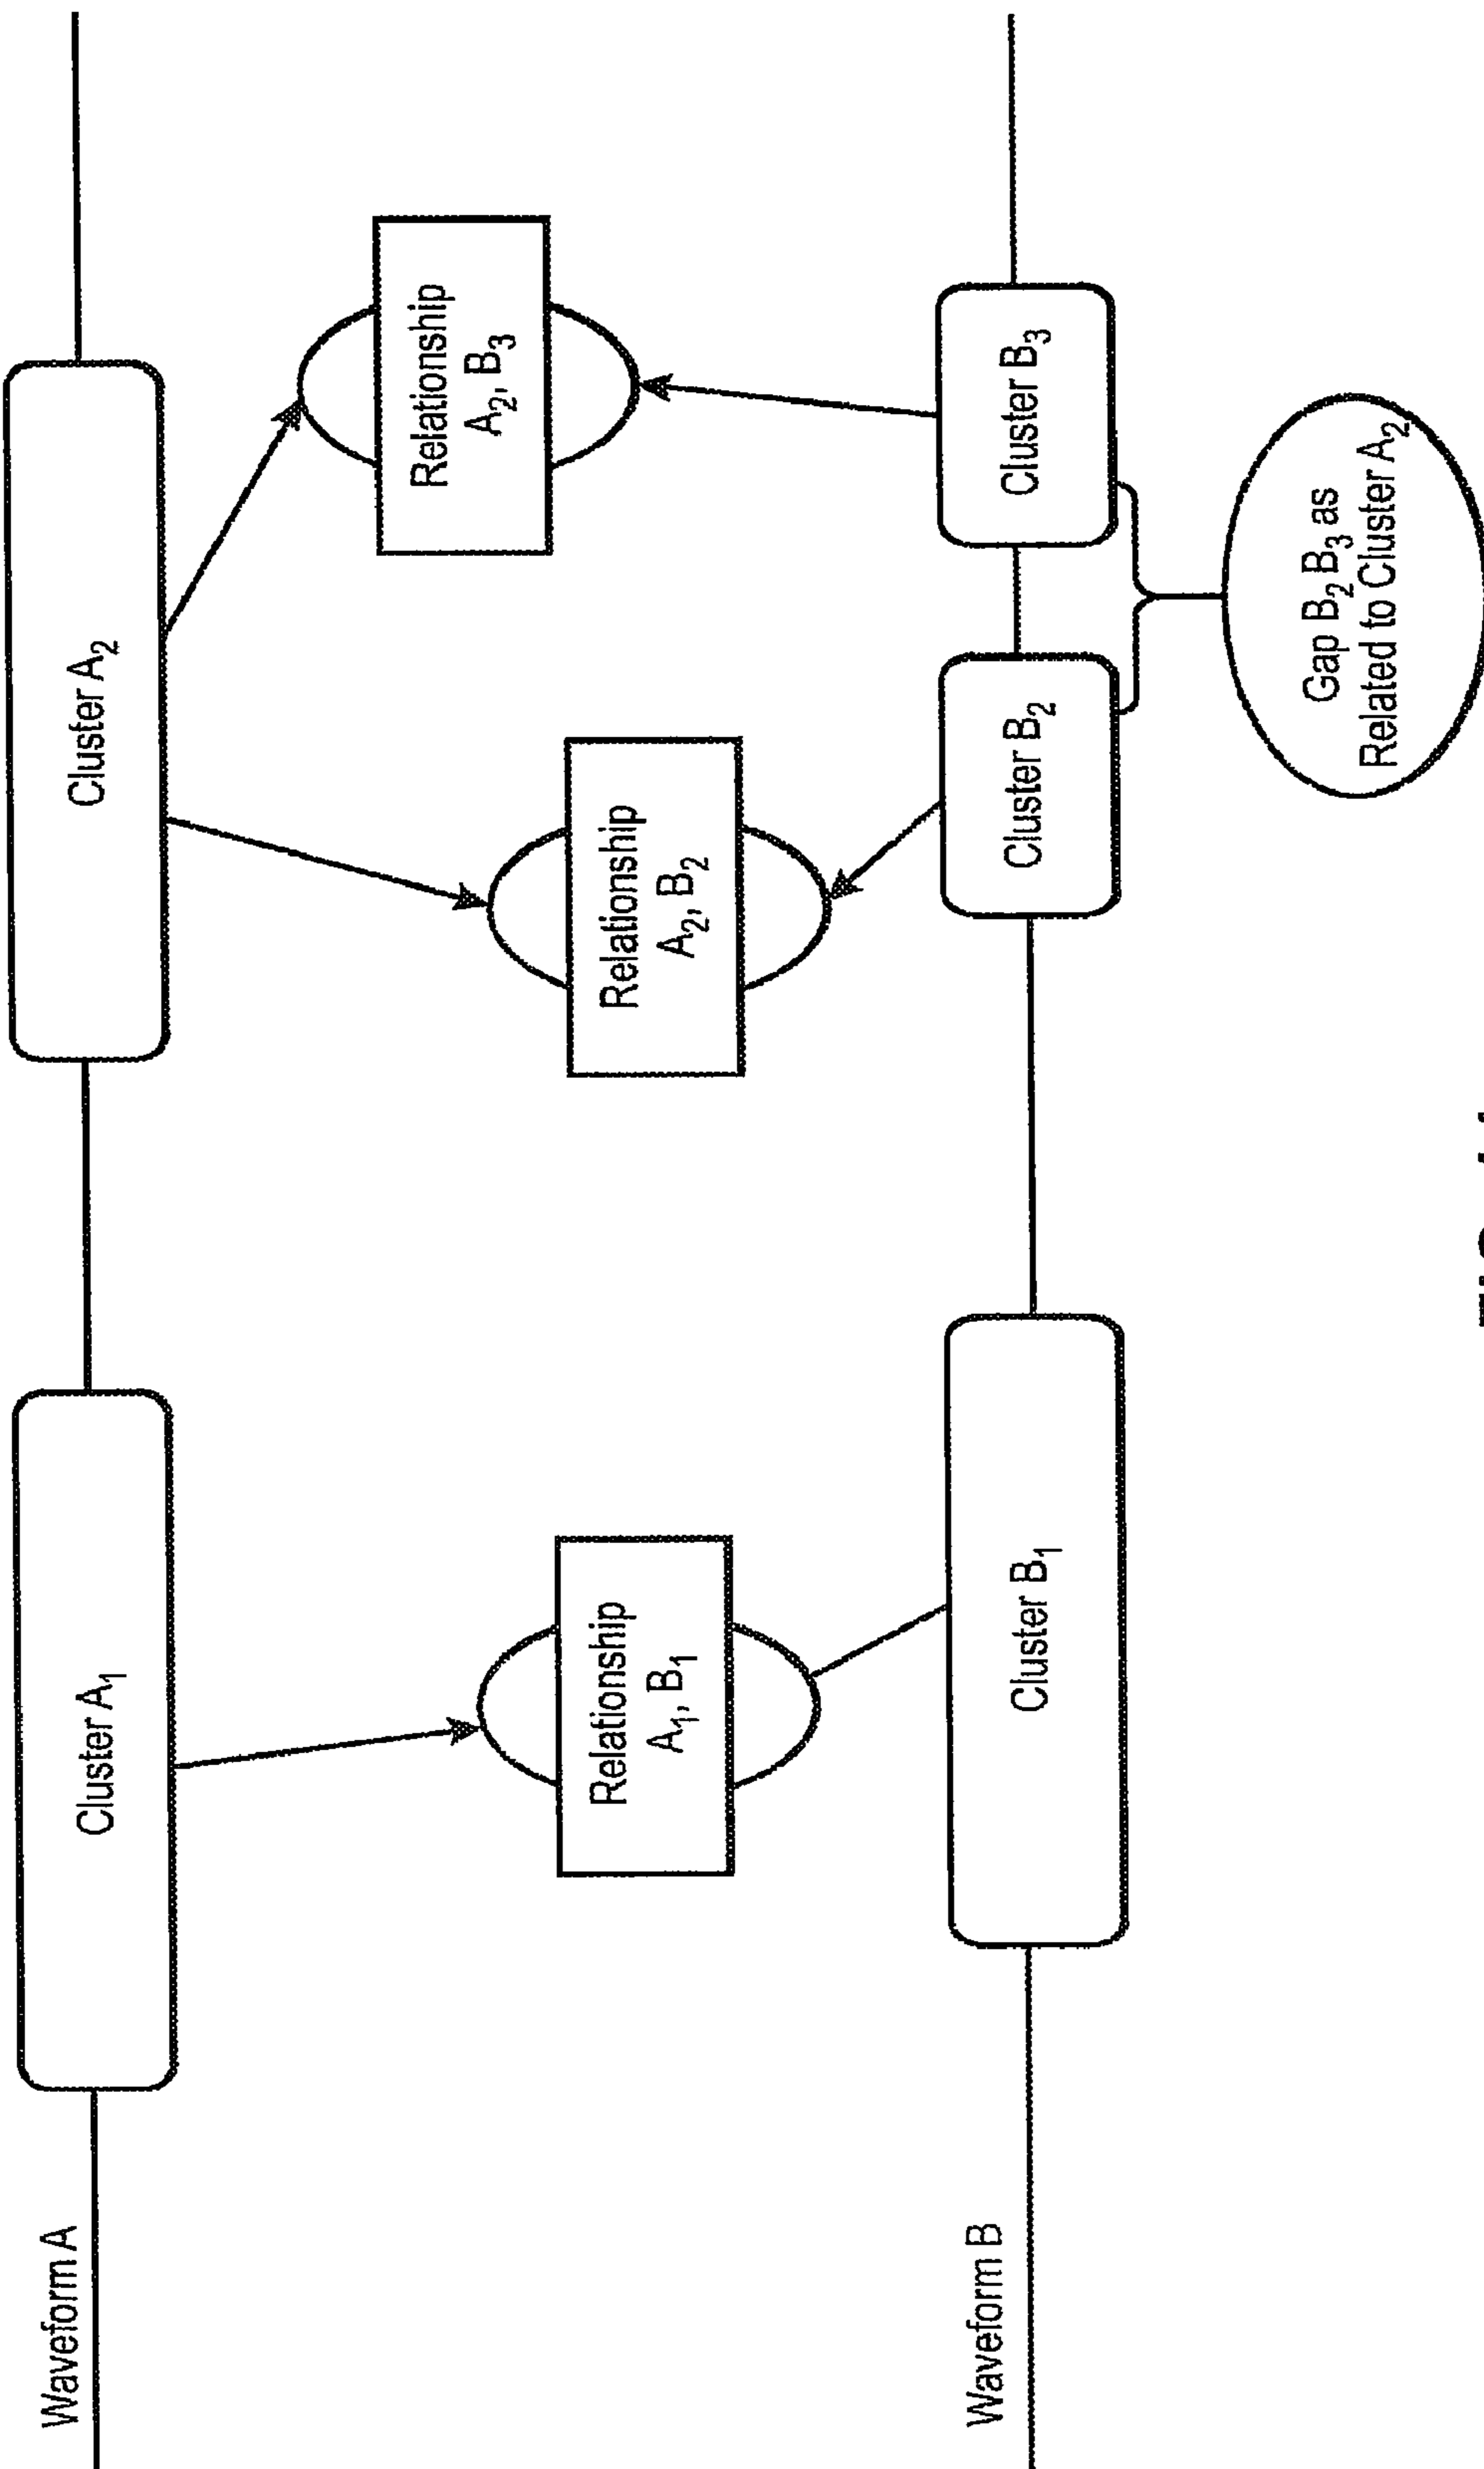 Waveform A
Cluster A₁
Cluster A₂
Relationship
A₁, B₁
Relationship
A₂, B₂
Relationship
A₂, B₃
Waveform B
Cluster B₁
Cluster B₂
Cluster B₃
Gap B₂ B₃ as
Related to Cluster A₂